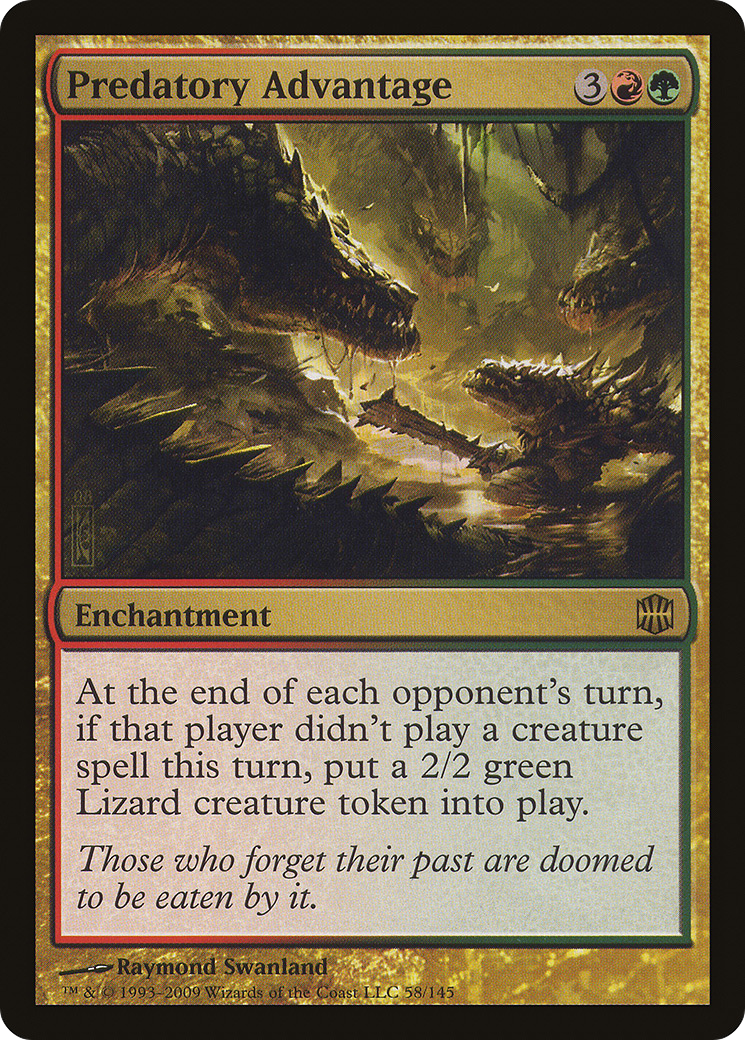 Predatory Advantage 3
08
Enchantment
At the end of each opponent's turn,
if that player didn't play a creature
spell this turn, put a 2/2 green
Lizard creature token into play.
Those who forget their past are doomed
to be eaten by it.
Raymond Swanland
™ & © 1993–2009 Wizards of the Coast LLC 58/145